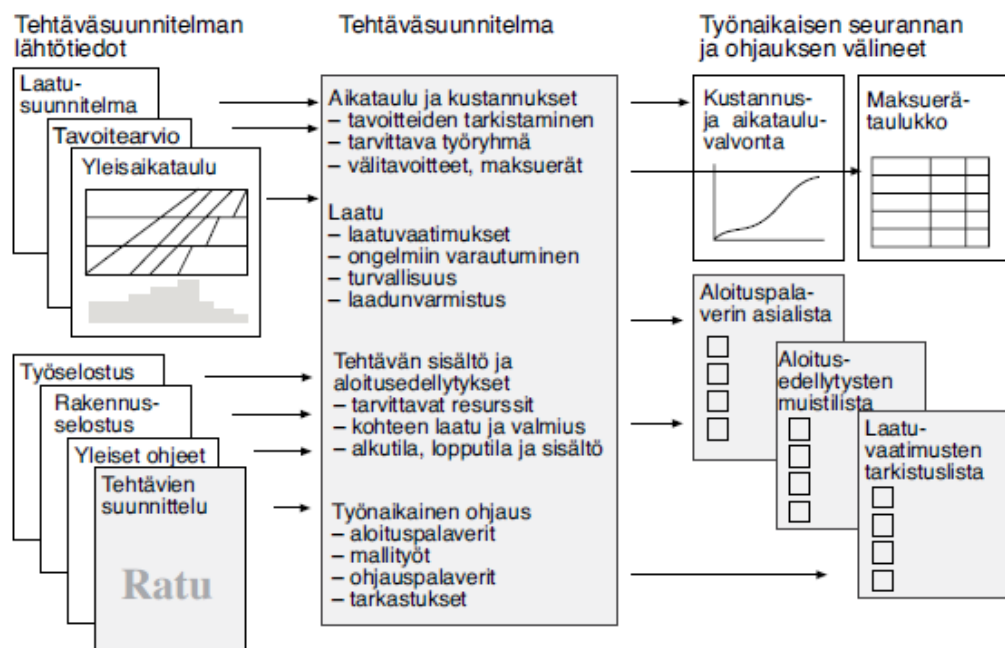 Tehtäväsuunnitelman
lähtötiedot
Laatu-
suunnitelma
Tavoitearvio
Yleisaikataulu
Työselostus
Rakennus-
selostus
Yleiset ohjeet
Tehtävien
suunnittelu
Ratu
Tehtäväsuunnitelma
Aikataulu ja kustannukset
– tavoitteiden tarkistaminen
– tarvittava työryhmä
– välitavoitteet, maksuerät
Laatu
– laatuvaatimukset
– ongelmiin varautuminen
– turvallisuus
– laadunvarmistus
Tehtävän sisältö ja
aloitusedellytykset
– tarvittavat resurssit
– kohteen laatu ja valmius
– alkutila, lopputila ja sisältö
Työnaikainen ohjaus
– aloituspalaverit
– mallityöt
– ohjauspalaverit
– tarkastukset
Työnaikaisen seurannan
ja ohjauksen välineet
Kustannus-
ja aikataulu-
valvonta
Maksuerä-
taulukko
Aloituspala-
verin asialista
Aloitus-
edellytysten
muistilista
Laatu-
vaatimusten
tarkistuslista